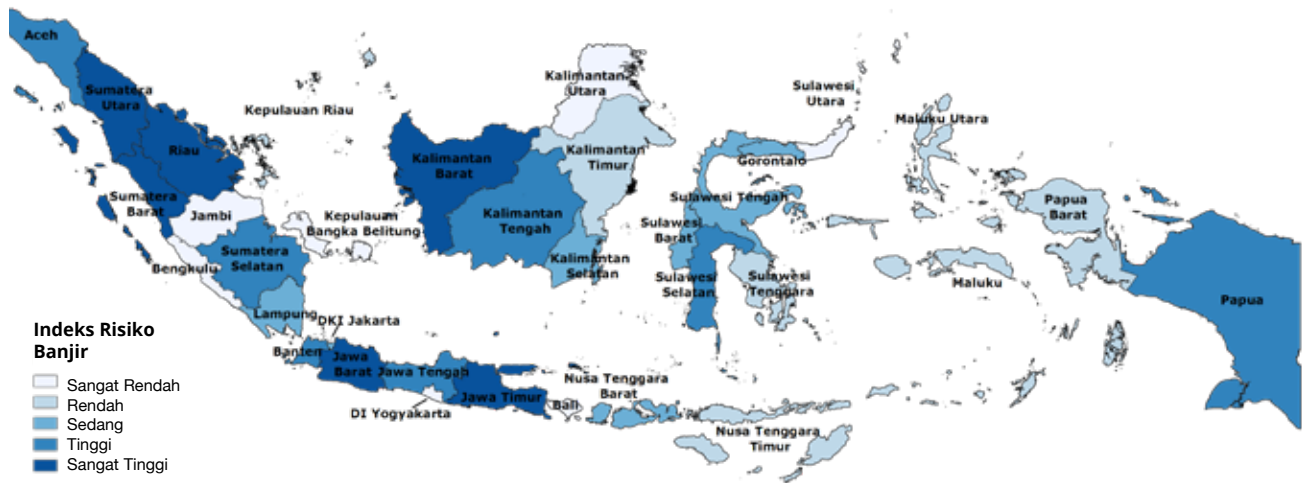 Aceh
Sumatera
Utara
Riau
Kepulauan Riau
Sumatera
Barat
Jambi
Kepulauan
Bangka Belitung
Bengkulu
Sumatera
Selatan
Lampung
DKI Jakarta
Banten
Jawa
Barat
Jawa Tengah
Jawa Timur
DI Yogyakarta
Bali
Nusa Tenggara
Barat
Nusa Tenggara
Timur
Kalimantan
Utara
Kalimantan
Barat
Kalimantan
Timur
Kalimantan
Tengah
Kalimantan
Selatan
Sulawesi
Utara
Gorontalo
Sulawesi Tengah
Sulawesi
Barat
Sulawesi
Selatan
Sulawesi
Tenggara
Maluku Utara
Maluku
Papua
Barat
Papua
Indeks Risiko
Banjir
Sangat Rendah
Rendah
Sedang
Tinggi
Sangat Tinggi